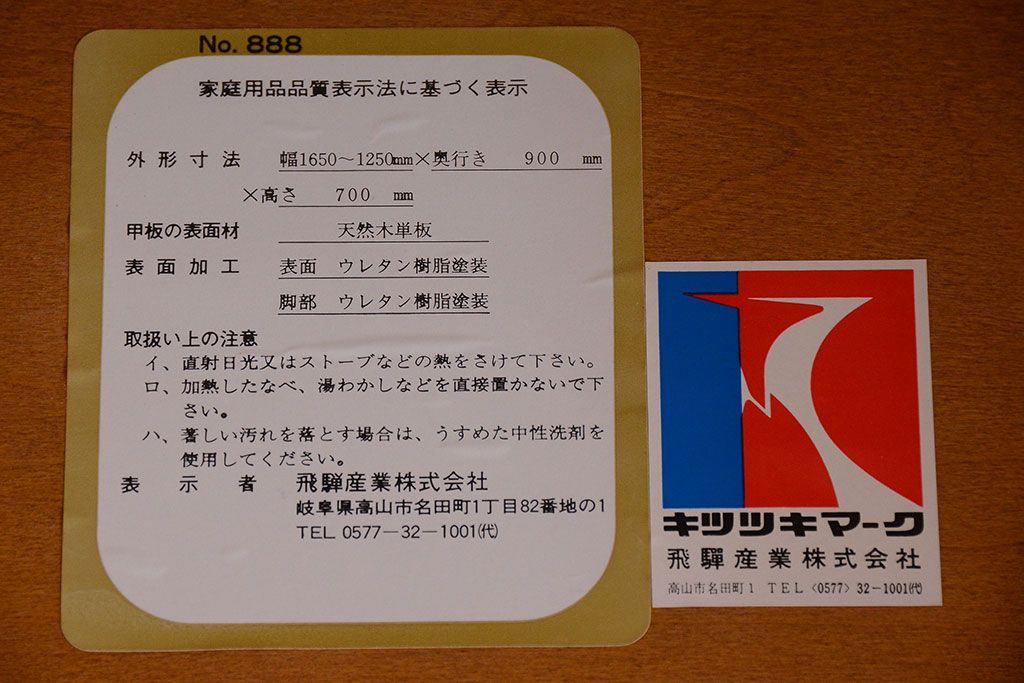 No. 888
家庭用品品質表示法に基づく表示
外形寸法 幅1650〜1250mm×奥行き 900 mm
×高さ 700 mm
甲板の表面材 天然木単板
表面加工 表面 ウレタン樹脂塗装
脚部 ウレタン樹脂塗装
取扱い上の注意
イ、直射日光又はストーブなどの熱をさけて下さい。
ロ、加熱したなべ、湯わかしなどを直接置かないで下
さい。
ハ、著しい汚れを落とす場合は、うすめた中性洗剤を
使用してください。
表示者 飛騨産業株式会社
岐阜県高山市名田町1丁目82番地の1
TEL 0577-32-1001㈹
キツツキマーク
飛驒産業株式会社
高山市名田町1 TEL〈0577〉32-1001㈹